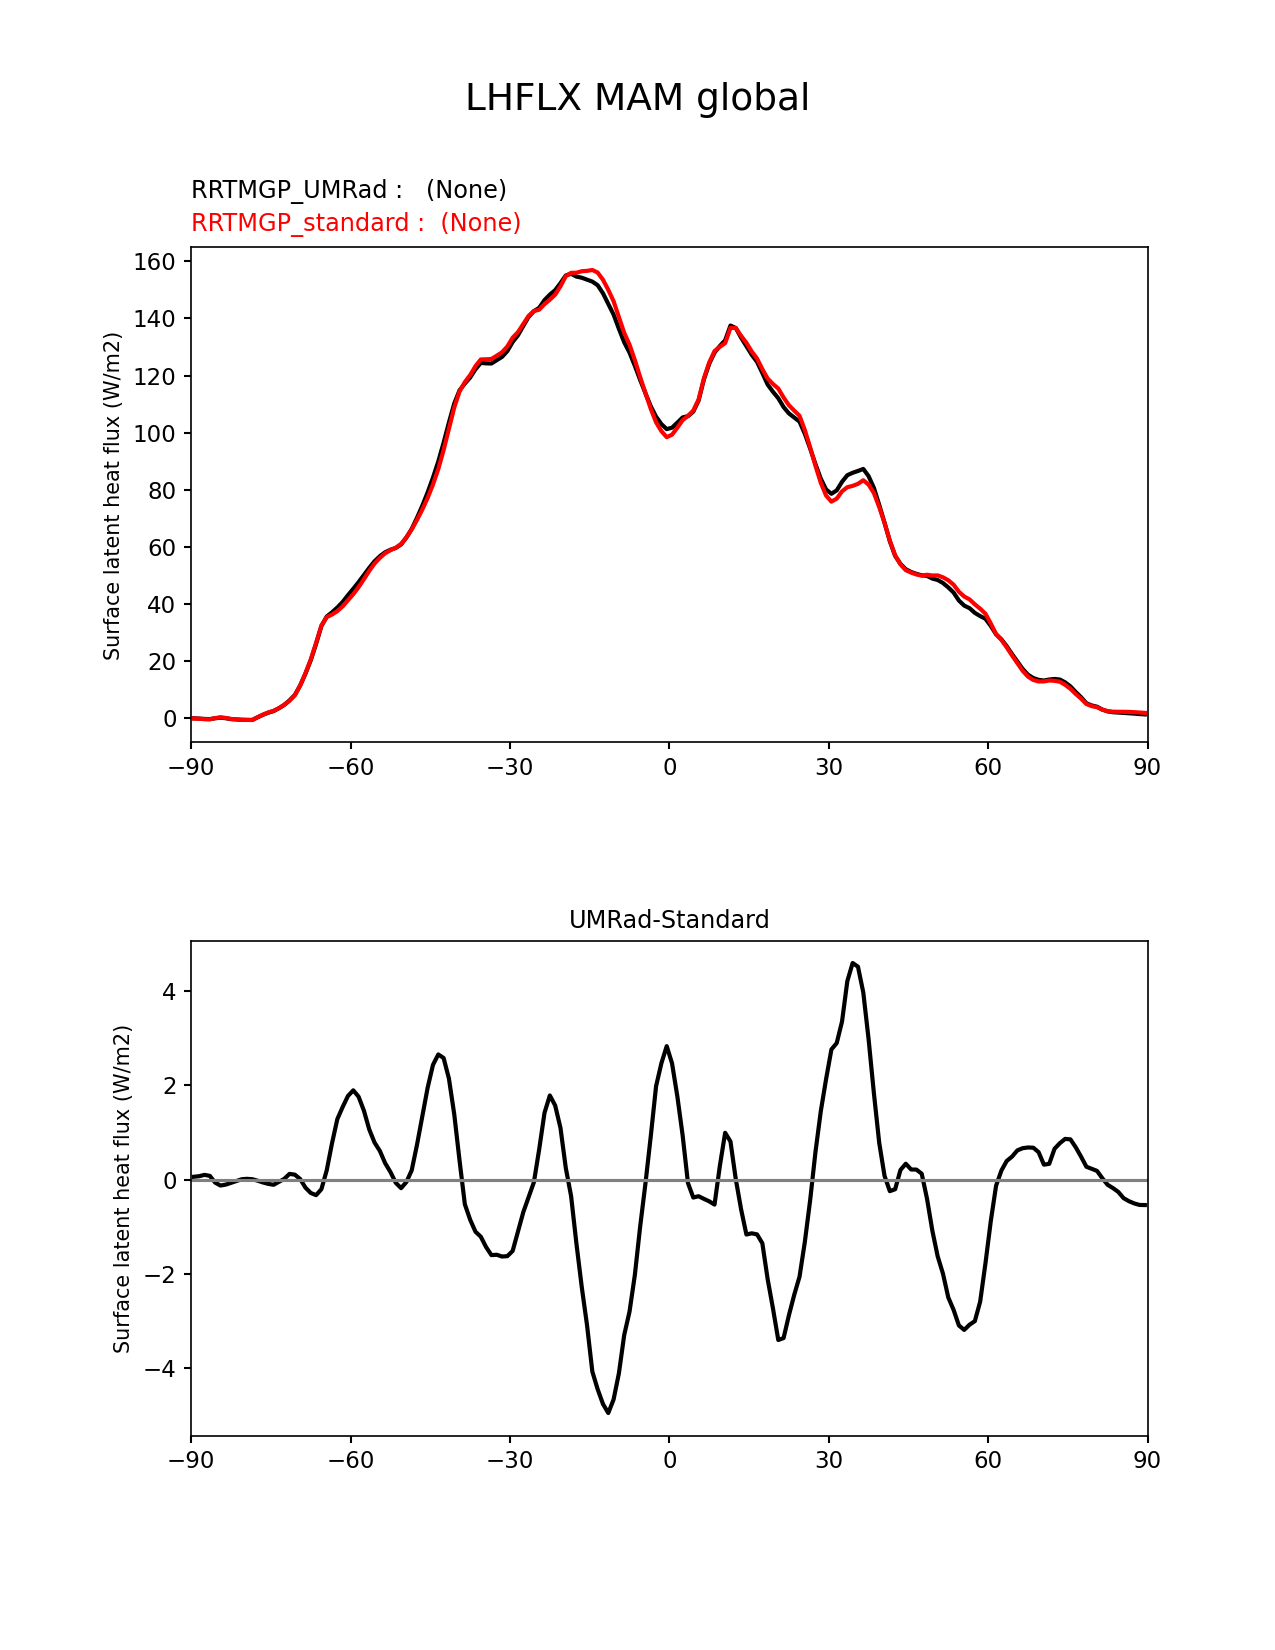 LHFLX MAM global
RRTMGP_UMRad :   (None)
RRTMGP_standard :  (None)
Surface latent heat flux (W/m2)
160
140
120
100
80
60
40
20
0
−90 −60 −30 0 30 60 90
UMRad-Standard
Surface latent heat flux (W/m2)
4
2
0
−2
−4
−90 −60 −30 0 30 60 90